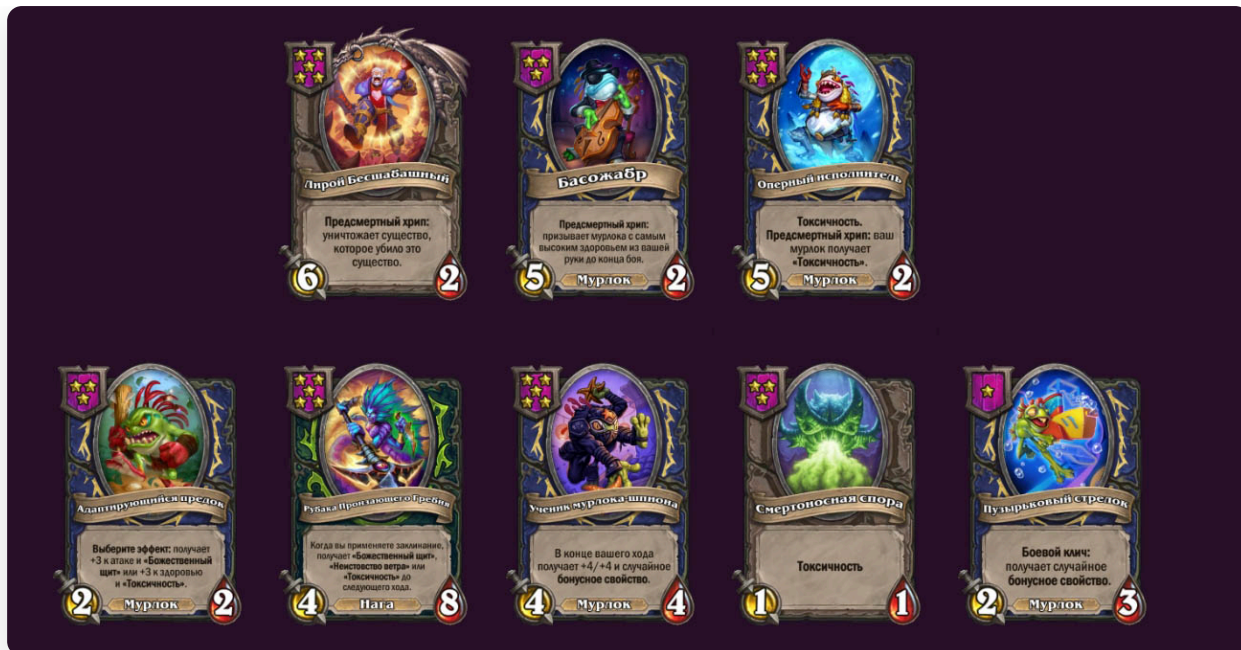 Лирой Бесшабашный
Предсмертный хрип:
уничтожает существо,
которое убило это
существо.
6
2
Басожабр
Предсмертный хрип:
призывает мурлока с самым
высоким здоровьем из вашей
руки до конца боя.
5
Мурлок
2
Оперный исполнитель
Токсичность.
Предсмертный хрип: ваш
мурлок получает
«Токсичность».
5
Мурлок
2
Адаптирующийся предок
Выберите эффект: получает
+3 к атаке и «Божественный
щит» или +3 к здоровью
и «Токсичность».
2
Мурлок
2
Рубака Пронзающего Гребня
Когда вы применяете заклинание,
получает «Божественный щит»,
«Неистовство ветра» или
«Токсичность» до
следующего хода.
4
Нага
8
Ученик мурлока-шпиона
В конце вашего хода
получает +4/+4 и случайное
бонусное свойство.
4
Мурлок
4
Смертоносная спора
Токсичность
1
1
Пузырьковый стрелок
Боевой клич:
получает случайное
бонусное свойство.
2
Мурлок
3